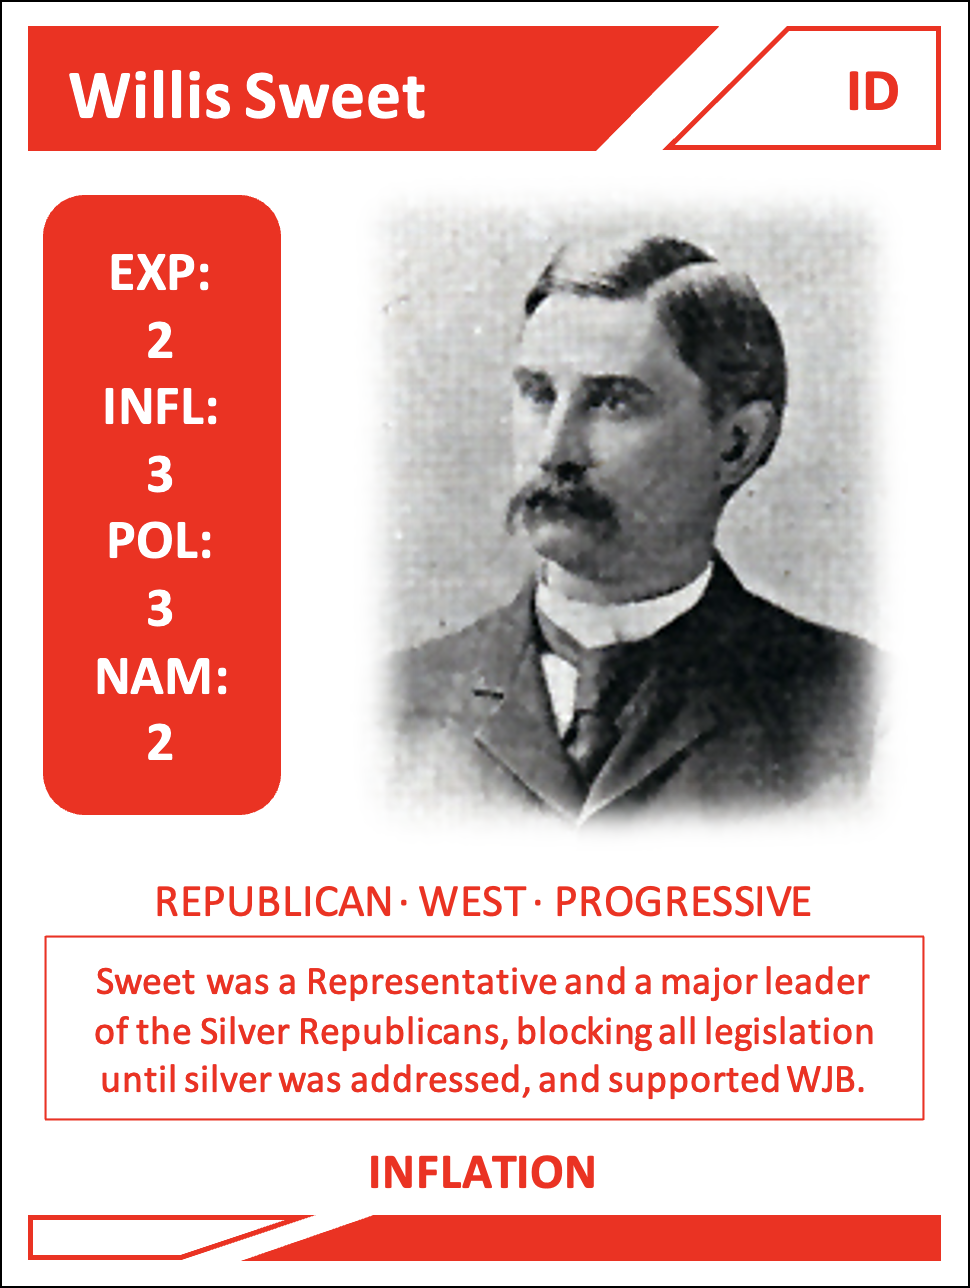 Willis Sweet
ID
EXP:
2
INFL:
3
POL:
3
NAM:
2
REPUBLICAN · WEST · PROGRESSIVE
Sweet was a Representative and a major leader
of the Silver Republicans, blocking all legislation
until silver was addressed, and supported WJB.
INFLATION